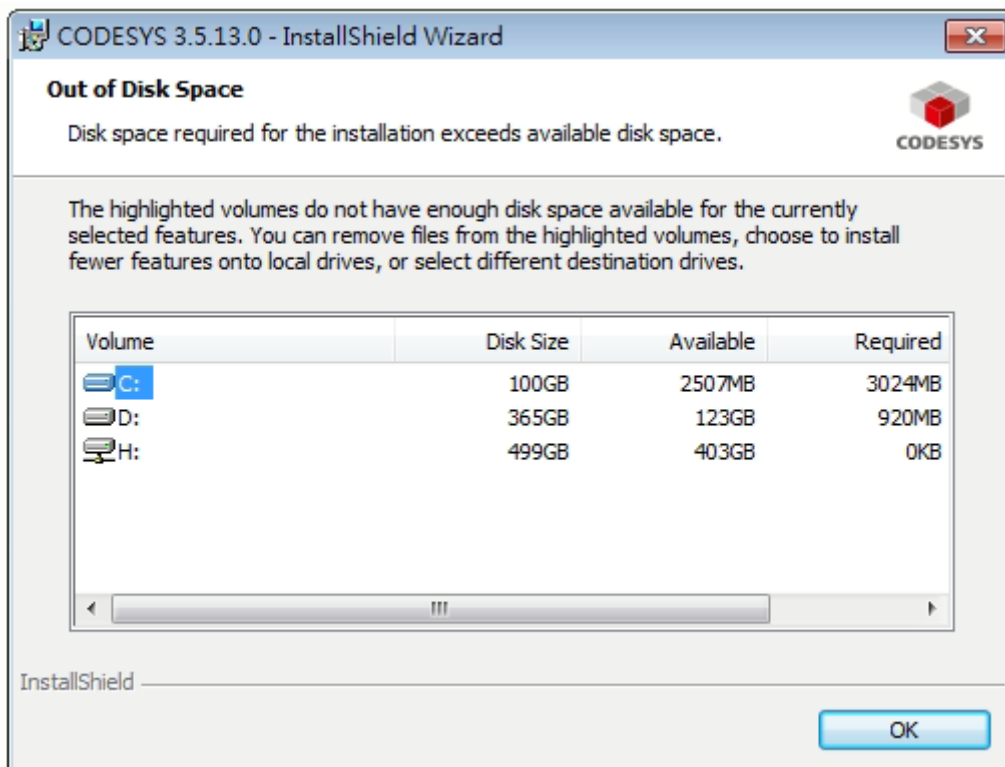 CODESYS 3.5.13.0 - InstallShield Wizard
Out of Disk Space
Disk space required for the installation exceeds available disk space.
CODESYS
The highlighted volumes do not have enough disk space available for the currently
selected features. You can remove files from the highlighted volumes, choose to install
fewer features onto local drives, or select different destination drives.
Volume Disk Size Available Required
C: 100GB 2507MB 3024MB
D: 365GB 123GB 920MB
H: 499GB 403GB 0KB
InstallShield
OK